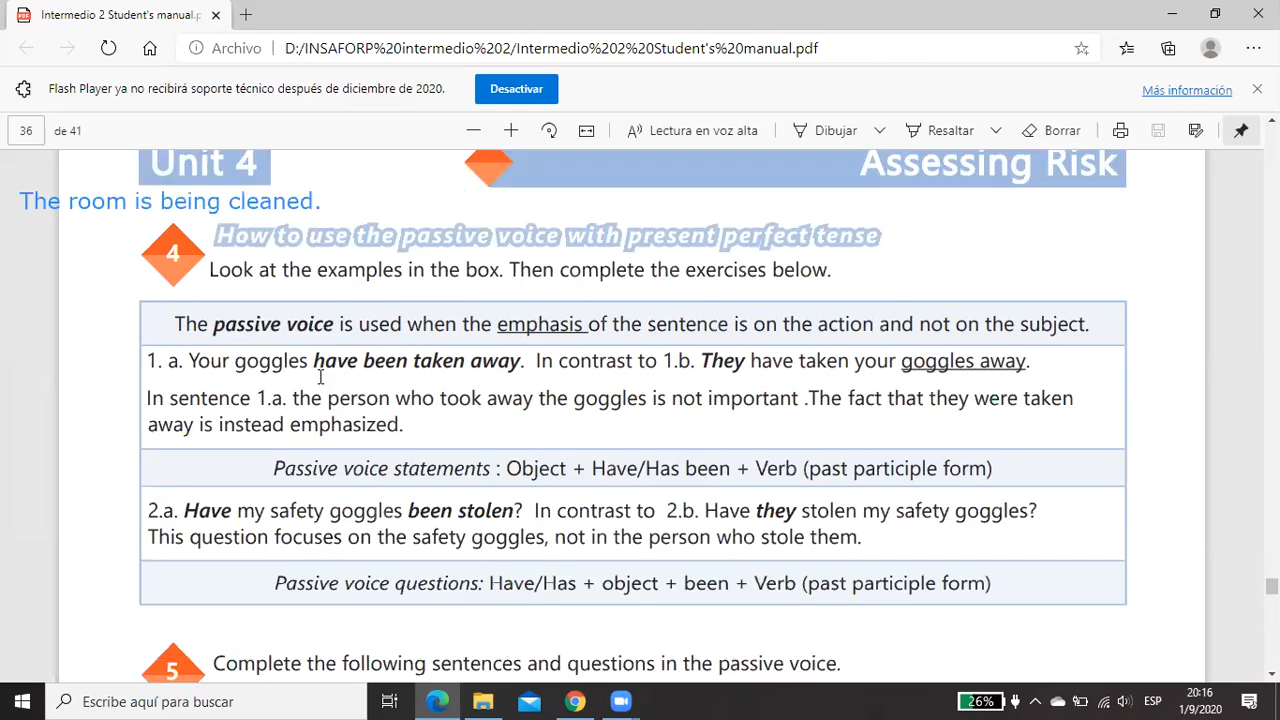 Intermedio 2 Student's manual.p
Archivo D:/INSAFORP%20intermedio%202/Intermedio%202%20Student's%20manual.pdf
Flash Player ya no recibirá soporte técnico después de diciembre de 2020. Desactivar Más información
36 de 41 Lectura en voz alta Dibujar Resaltar Borrar
Unit 4 Assessing Risk
The room is being cleaned.
4 How to use the passive voice with present perfect tense
Look at the examples in the box. Then complete the exercises below.
The passive voice is used when the emphasis of the sentence is on the action and not on the subject.
1. a. Your goggles have been taken away. In contrast to 1.b. They have taken your goggles away.
In sentence 1.a. the person who took away the goggles is not important .The fact that they were taken
away is instead emphasized.
Passive voice statements : Object + Have/Has been + Verb (past participle form)
2.a. Have my safety goggles been stolen? In contrast to 2.b. Have they stolen my safety goggles?
This question focuses on the safety goggles, not in the person who stole them.
Passive voice questions: Have/Has + object + been + Verb (past participle form)
5 Complete the following sentences and questions in the passive voice.
Escribe aquí para buscar
26% ESP 20:16
1/9/2020